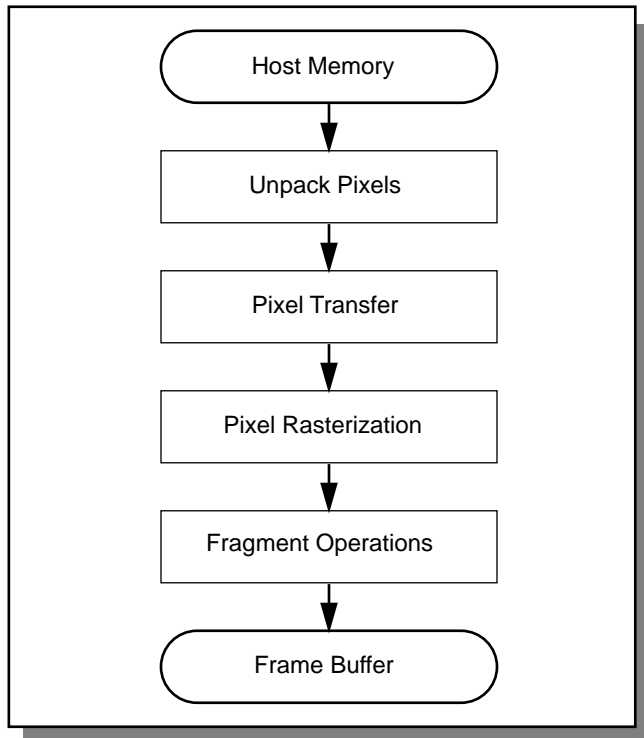 Host Memory
Unpack Pixels
Pixel Transfer
Pixel Rasterization
Fragment Operations
Frame Buffer